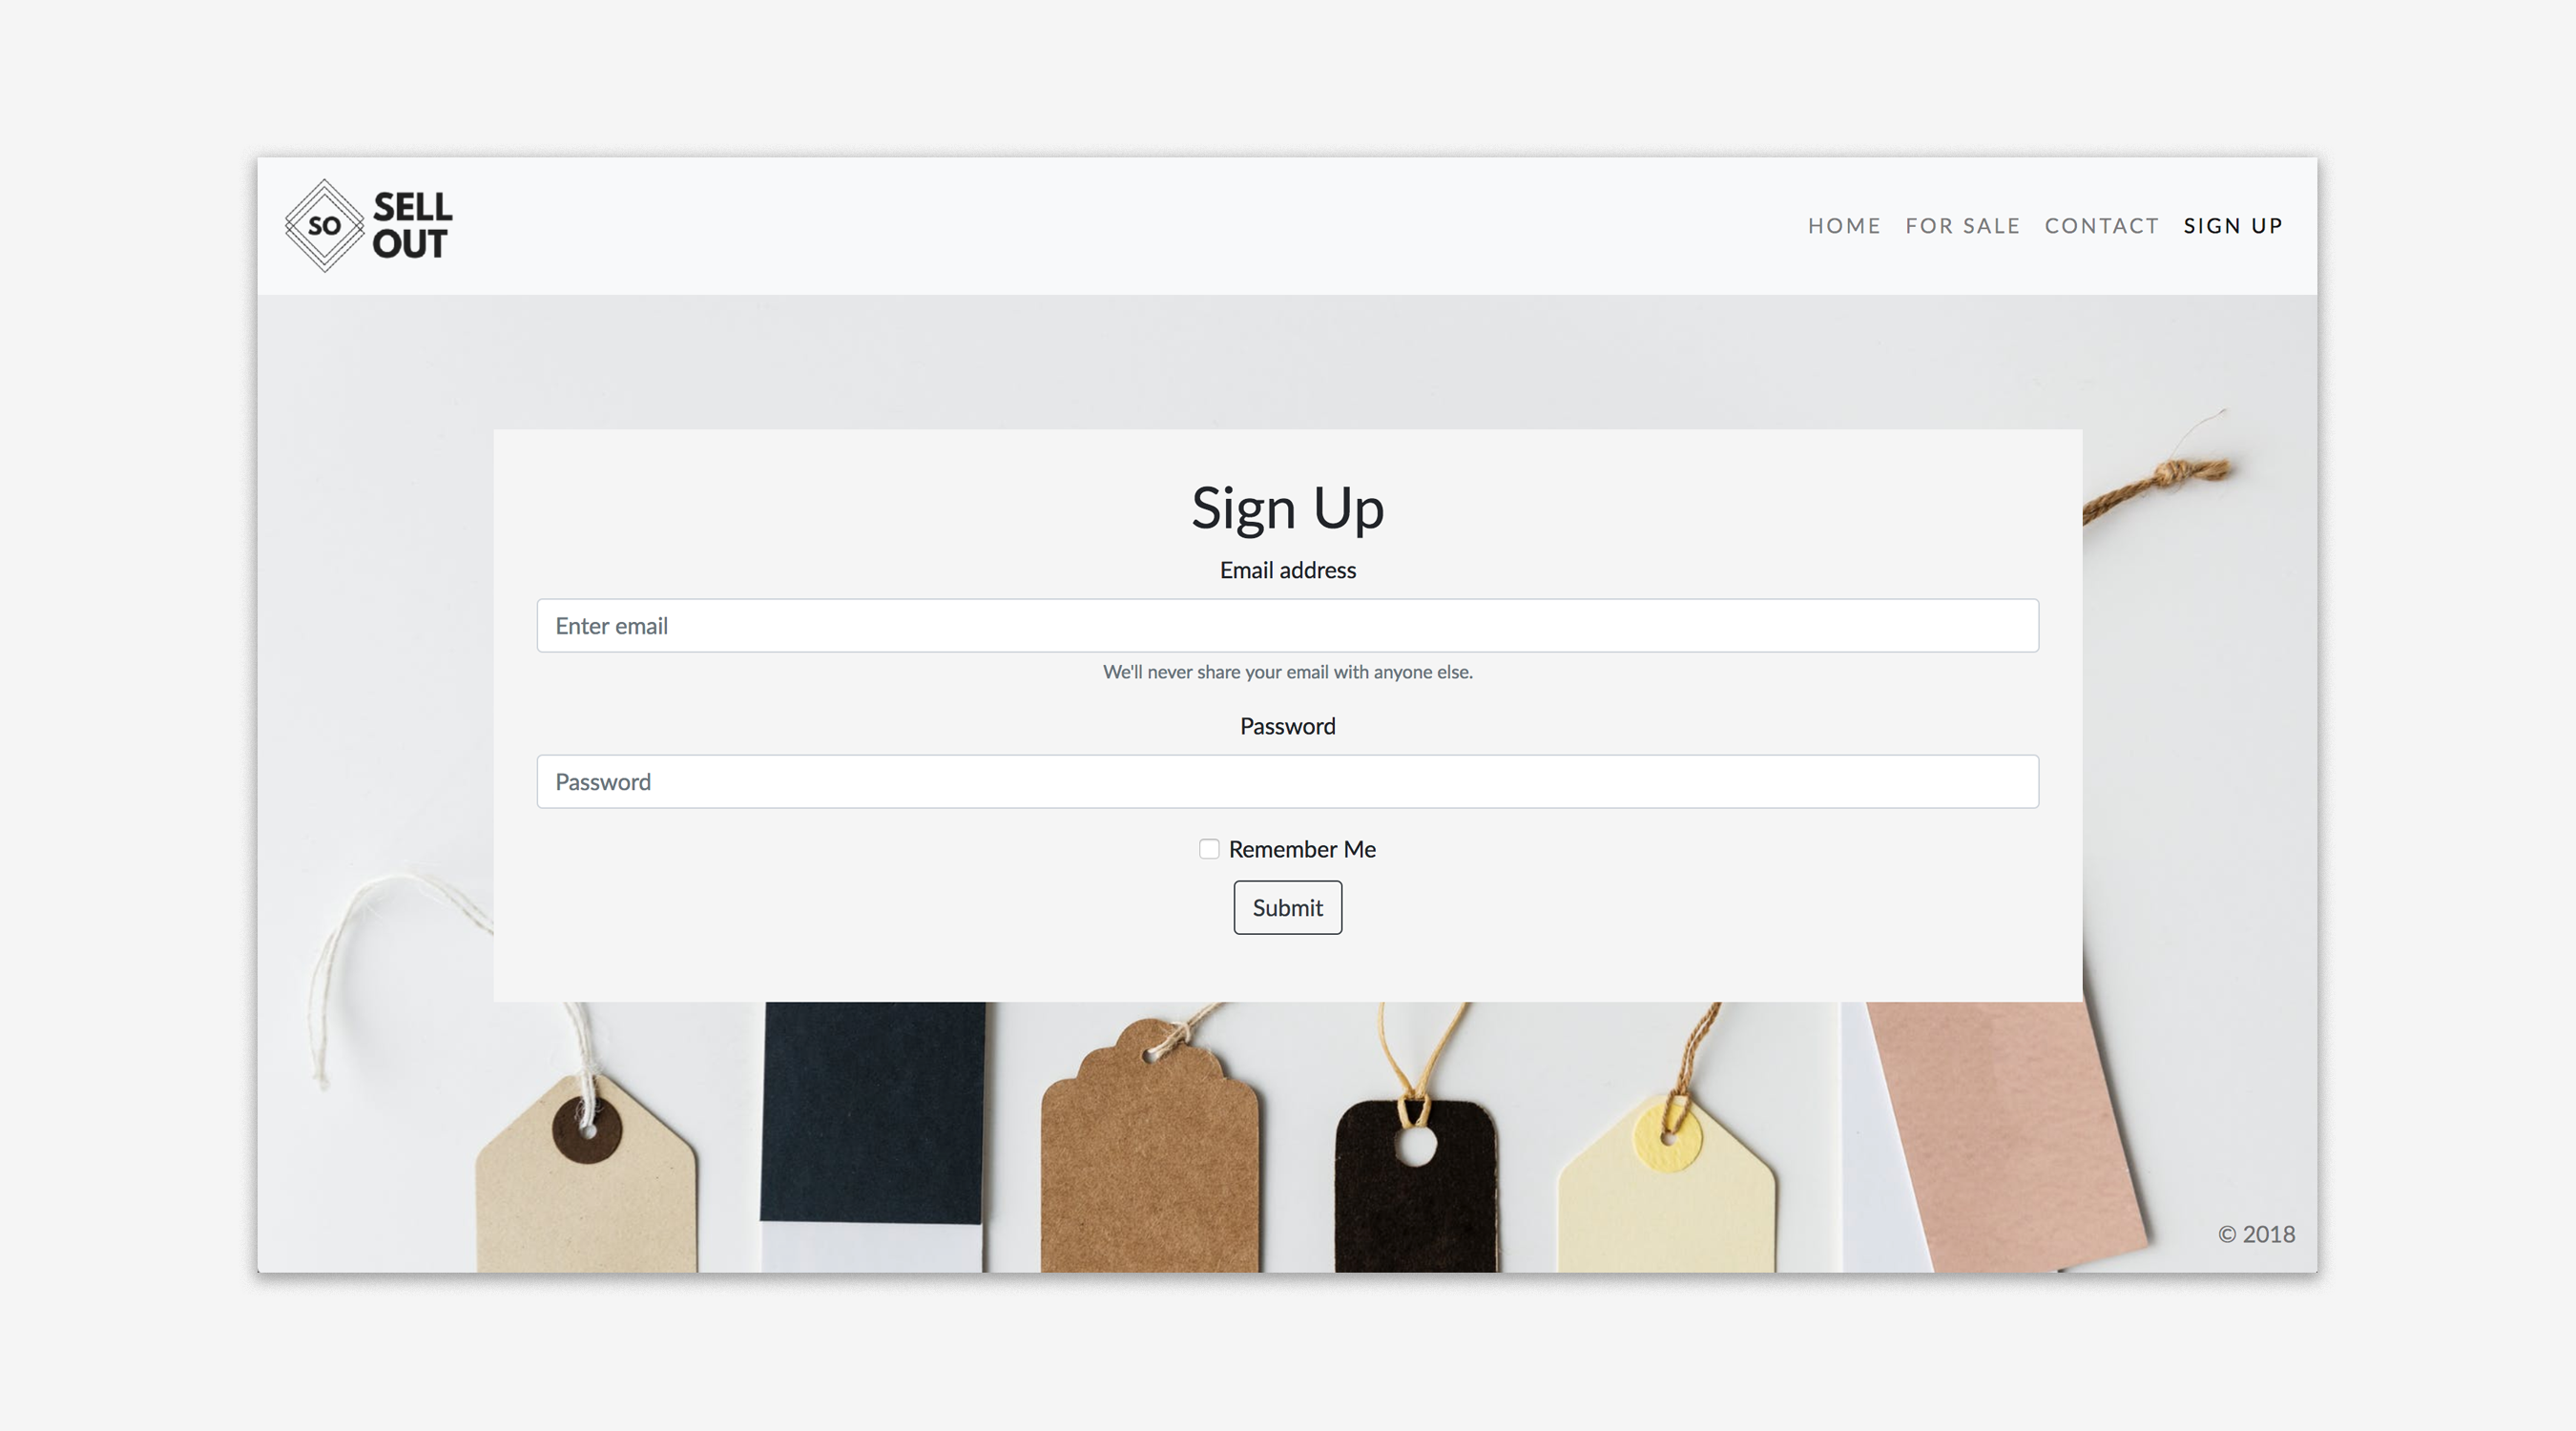 SO
SELL
OUT
HOME FOR SALE CONTACT SIGN UP
Sign Up
Email address
Enter email
We'll never share your email with anyone else.
Password
Password
Remember Me
Submit
© 2018